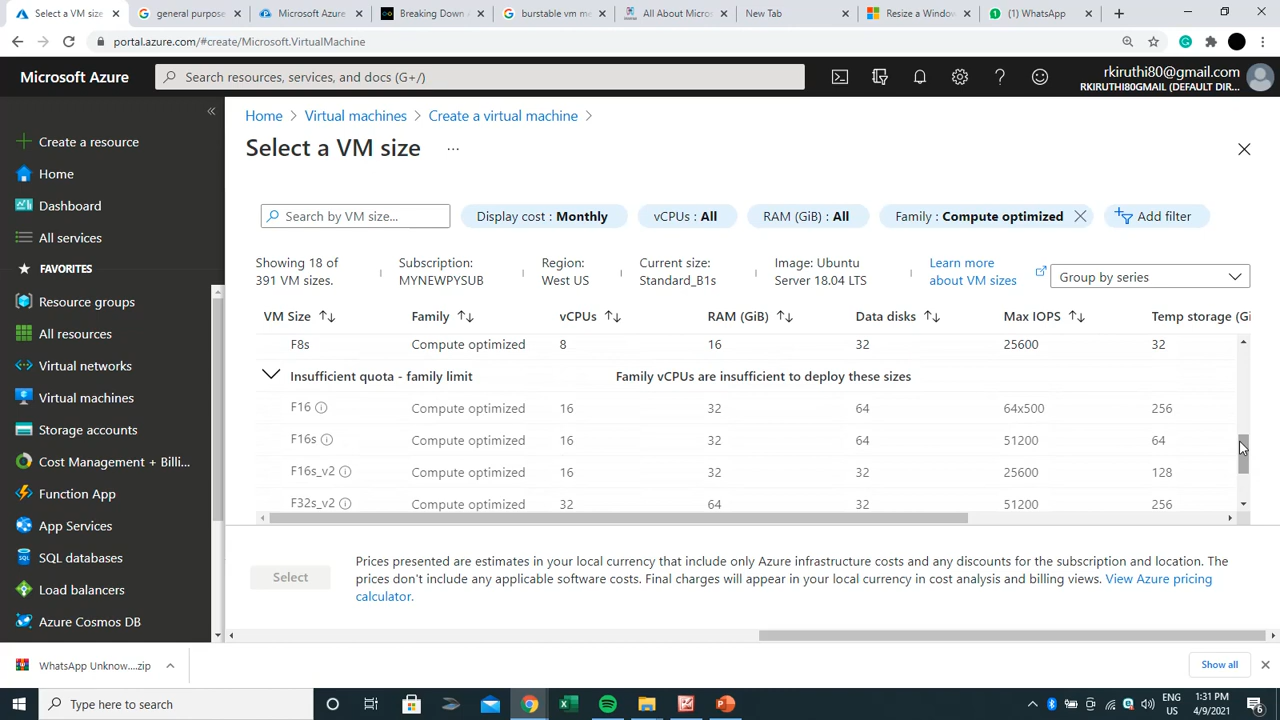 Select a VM size
general purpose
Microsoft Azure
Breaking Down
burstable vm m
All About Micros
New Tab
Resize a Window
(1) WhatsApp
portal.azure.com/#create/Microsoft.VirtualMachine
Microsoft Azure
Search resources, services, and docs (G+/)
rkiruthi80@gmail.com
RKIRUTHI80GMAIL (DEFAULT DIR...
Create a resource
Home
Dashboard
All services
FAVORITES
Resource groups
All resources
Virtual networks
Virtual machines
Storage accounts
Cost Management + Billi...
Function App
App Services
SQL databases
Load balancers
Azure Cosmos DB
Home > Virtual machines > Create a virtual machine >
Select a VM size ...
Search by VM size...
Display cost : Monthly
vCPUs : All
RAM (GiB) : All
Family : Compute optimized
Add filter
Showing 18 of
391 VM sizes.
Subscription:
MYNEWPYSUB
Region:
West US
Current size:
Standard_B1s
Image: Ubuntu
Server 18.04 LTS
Learn more
about VM sizes
Group by series
VM Size Family vCPUs RAM (GiB) Data disks Max IOPS Temp storage (Gi
F8s Compute optimized 8 16 32 25600 32
Insufficient quota - family limit Family vCPUs are insufficient to deploy these sizes
F16 Compute optimized 16 32 64 64x500 256
F16s Compute optimized 16 32 64 51200 64
F16s_v2 Compute optimized 16 32 32 25600 128
F32s_v2 Compute optimized 32 64 32 51200 256
Select
Prices presented are estimates in your local currency that include only Azure infrastructure costs and any discounts for the subscription and location. The
prices don't include any applicable software costs. Final charges will appear in your local currency in cost analysis and billing views. View Azure pricing
calculator.
WhatsApp Unknow....zip
Show all
Type here to search
ENG
US
1:31 PM
4/9/2021
6